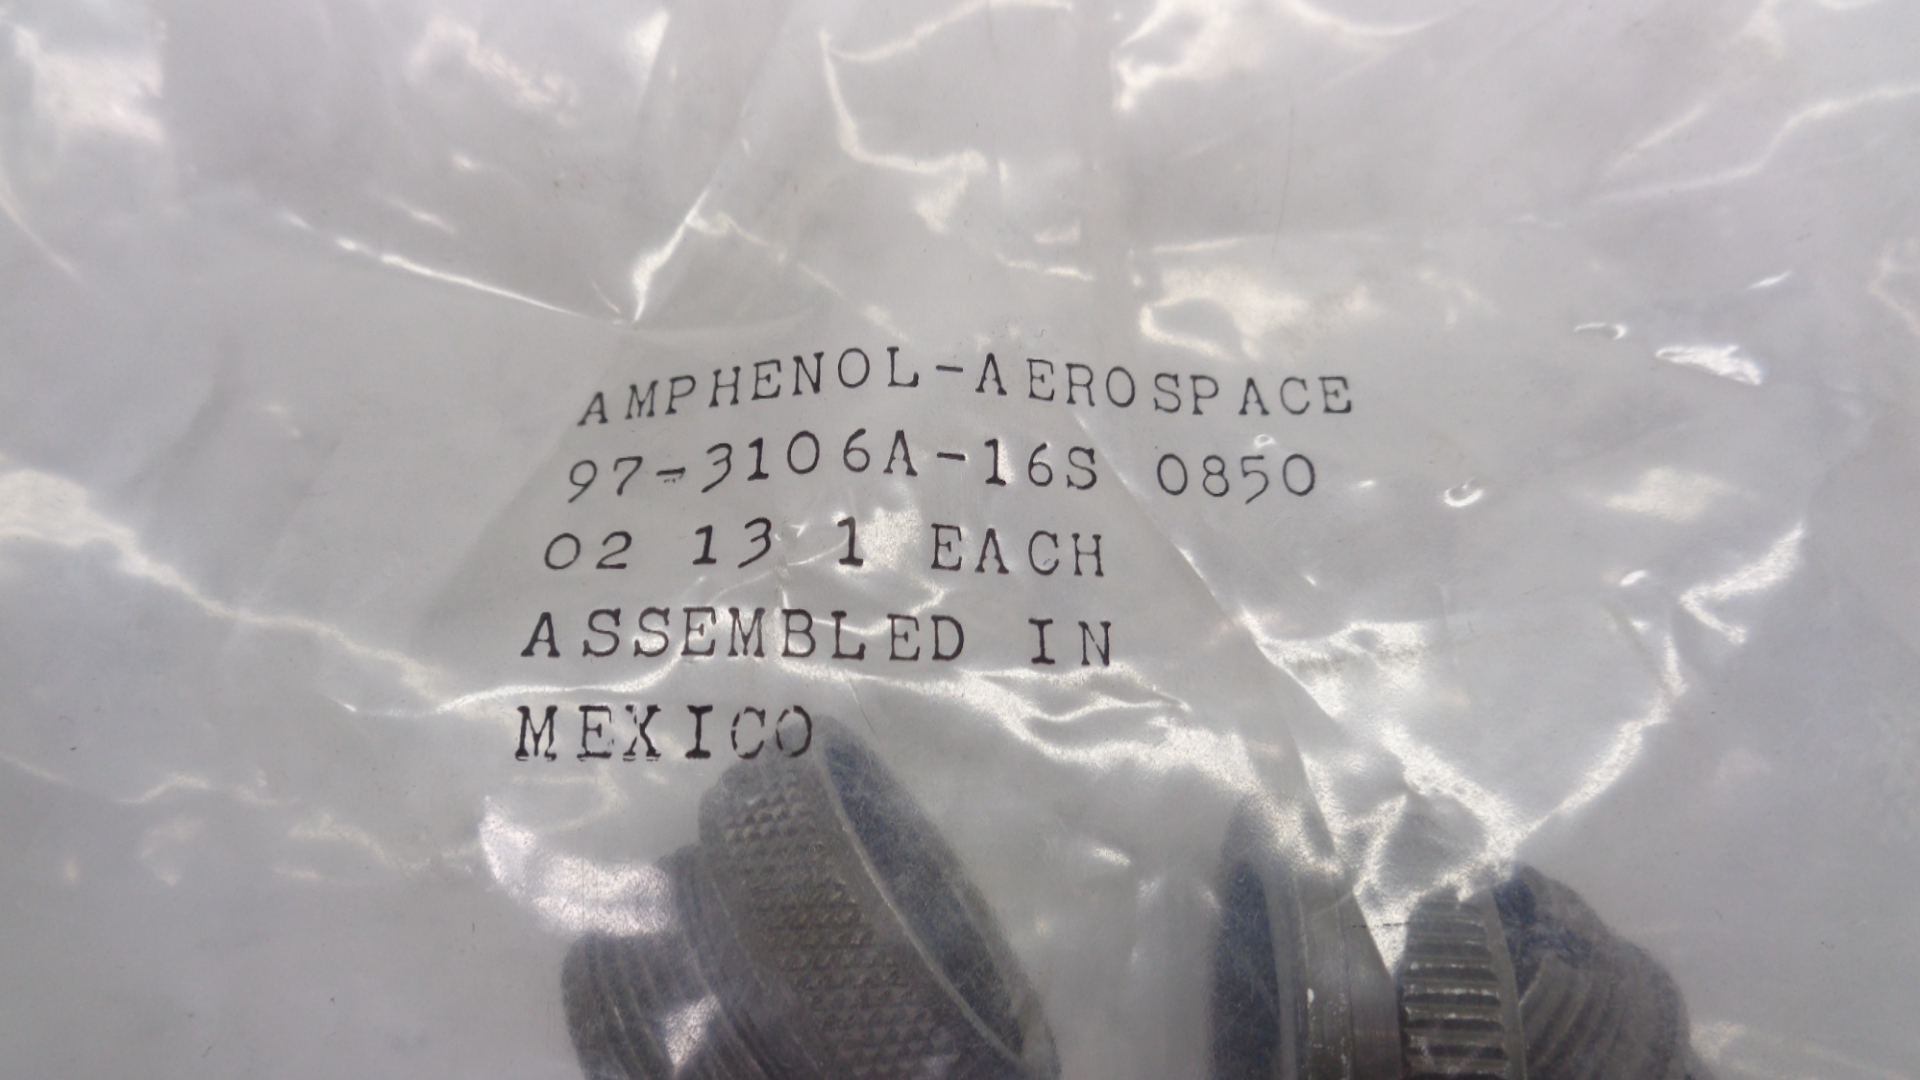 AMPHENOL-AEROSPACE
97-3106A-16S 0850
02 13 1 EACH
ASSEMBLED IN
MEXICO